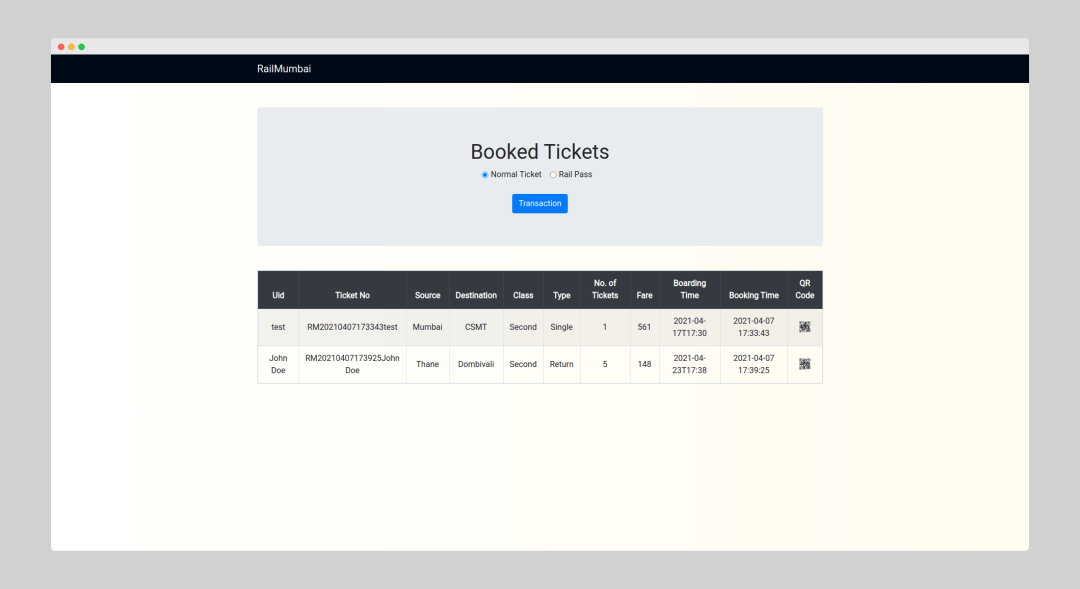 RailMumbai
Booked Tickets
Normal Ticket Rail Pass
Transaction
Uid Ticket No Source Destination Class Type No. of Tickets Fare Boarding Time Booking Time QR Code
test RM20210407173343test Mumbai CSMT Second Single 1 561 2021-04-17T17:30 2021-04-07 17:33:43
John Doe RM20210407173925John Doe Thane Dombivali Second Return 5 148 2021-04-23T17:38 2021-04-07 17:39:25